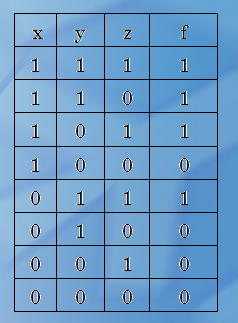 x y z f
1 1 1 1
1 1 0 1
1 0 1 1
1 0 0 0
0 1 1 1
0 1 0 0
0 0 1 0
0 0 0 0